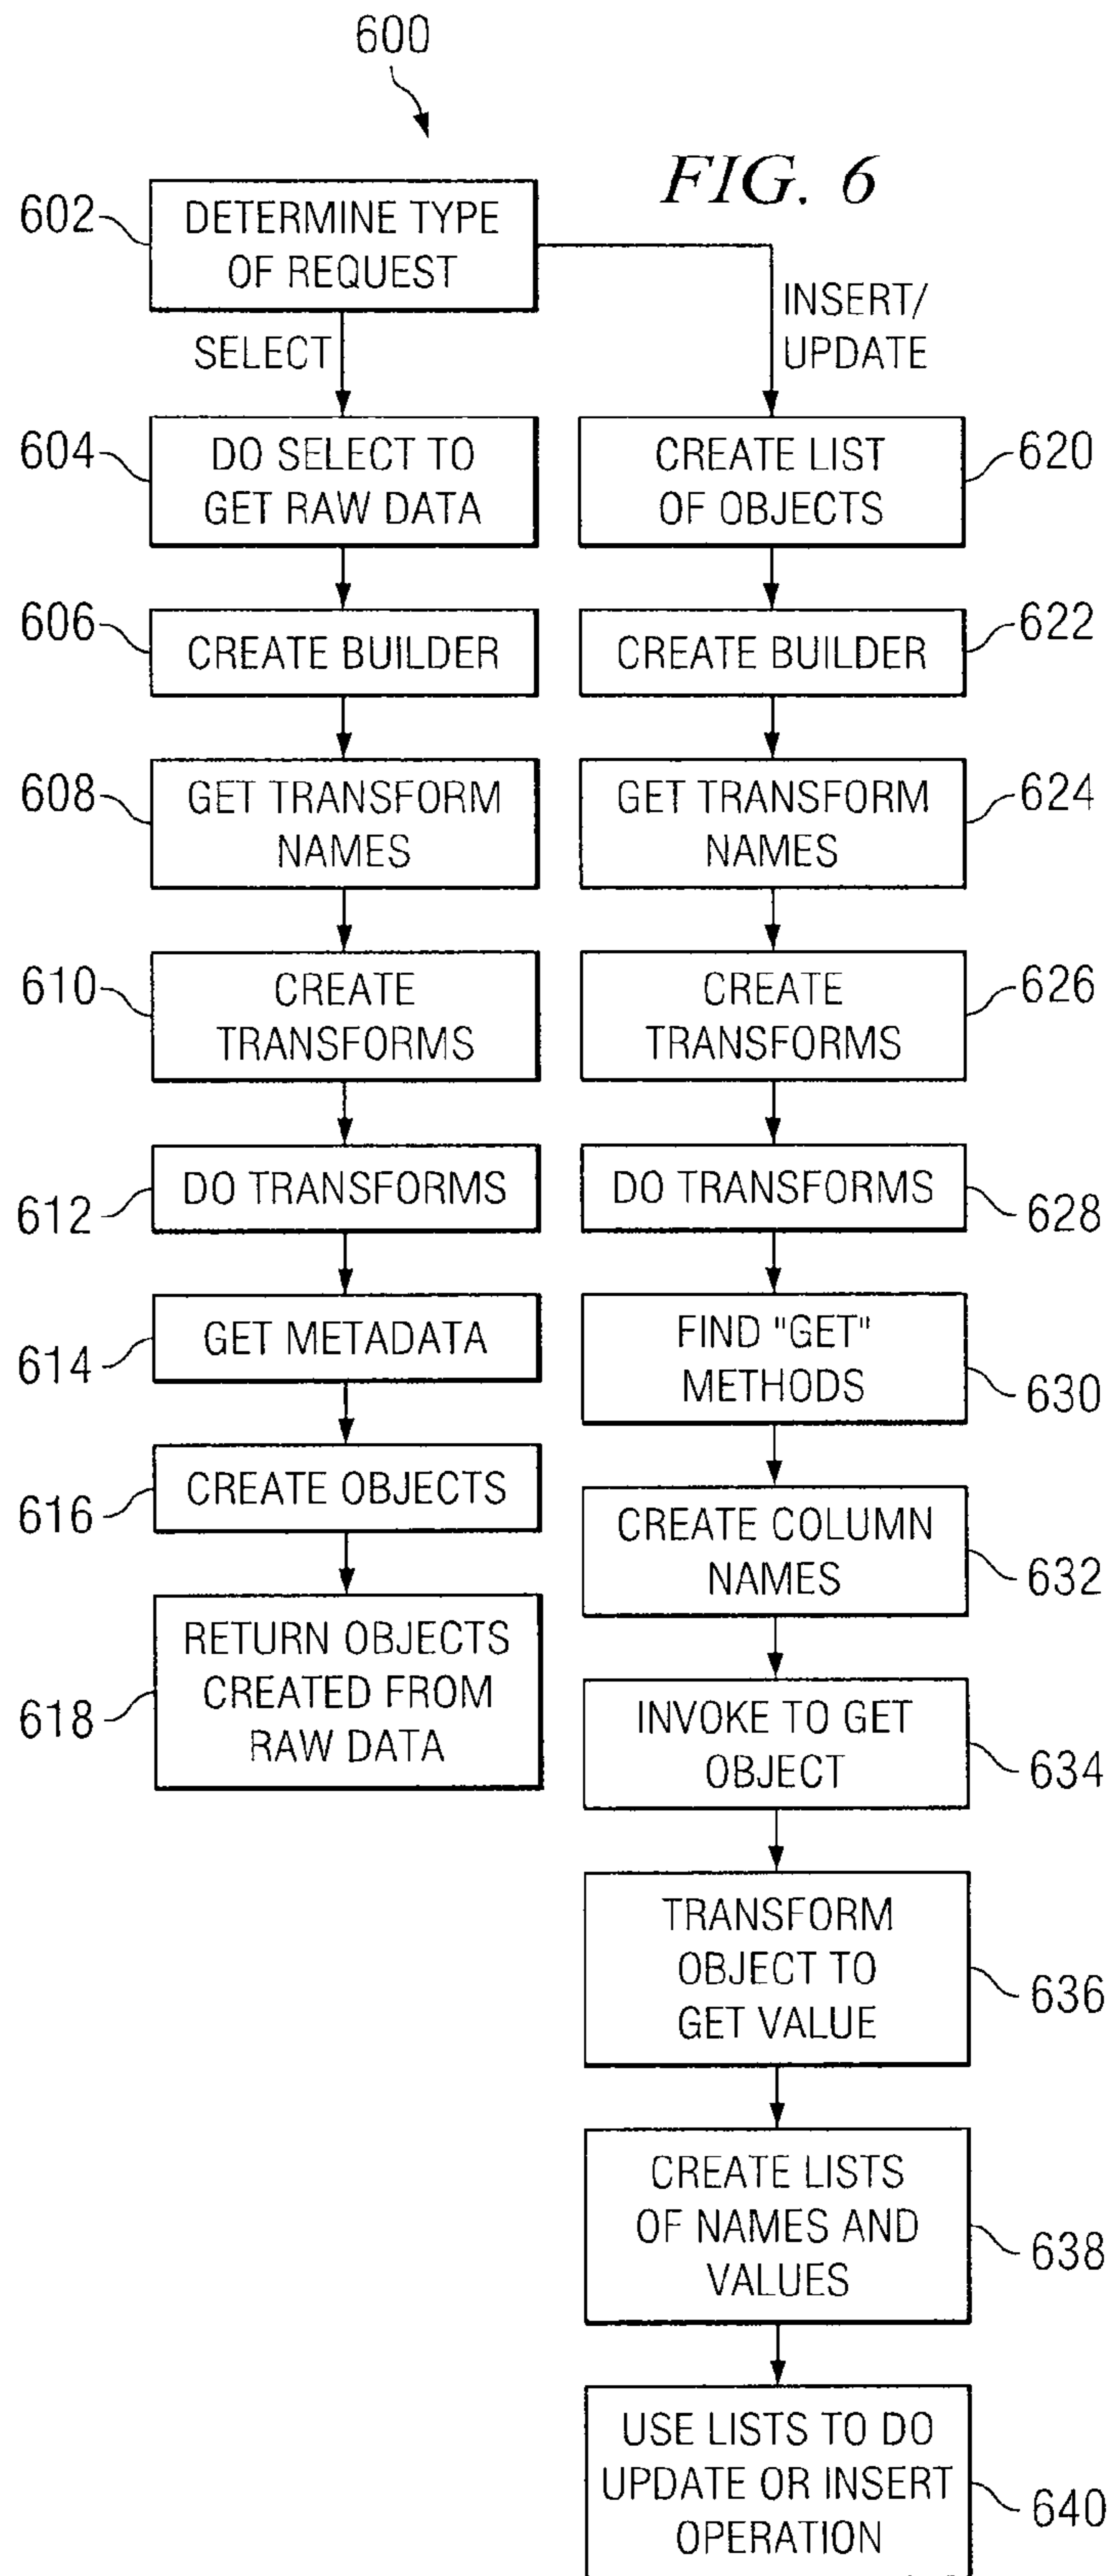 600
FIG. 6
602
DETERMINE TYPE
OF REQUEST
SELECT
INSERT/
UPDATE
604
DO SELECT TO
GET RAW DATA
606
CREATE BUILDER
608
GET TRANSFORM
NAMES
610
CREATE
TRANSFORMS
612
DO TRANSFORMS
614
GET METADATA
616
CREATE OBJECTS
618
RETURN OBJECTS
CREATED FROM
RAW DATA
CREATE LIST
OF OBJECTS
620
CREATE BUILDER
622
GET TRANSFORM
NAMES
624
CREATE
TRANSFORMS
626
DO TRANSFORMS
628
FIND "GET"
METHODS
630
CREATE COLUMN
NAMES
632
INVOKE TO GET
OBJECT
634
TRANSFORM
OBJECT TO
GET VALUE
636
CREATE LISTS
OF NAMES AND
VALUES
638
USE LISTS TO DO
UPDATE OR INSERT
OPERATION
640